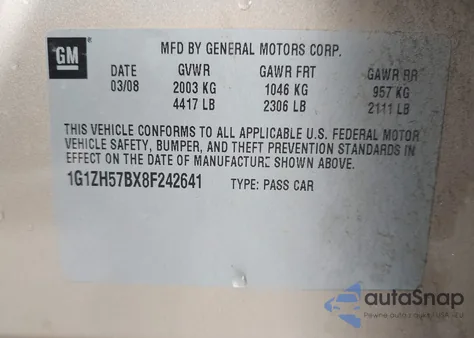 GM
MFD BY GENERAL MOTORS CORP.
DATE GVWR GAWR FRT GAWR RR
03/08 2003 KG 1046 KG 957 KG
4417 LB 2306 LB 2111 LB
THIS VEHICLE CONFORMS TO ALL APPLICABLE U.S. FEDERAL MOTOR
VEHICLE SAFETY, BUMPER, AND THEFT PREVENTION STANDARDS IN
EFFECT ON THE DATE OF MANUFACTURE SHOWN ABOVE.
1G1ZH57BX8F242641 TYPE: PASS CAR
autoSnap